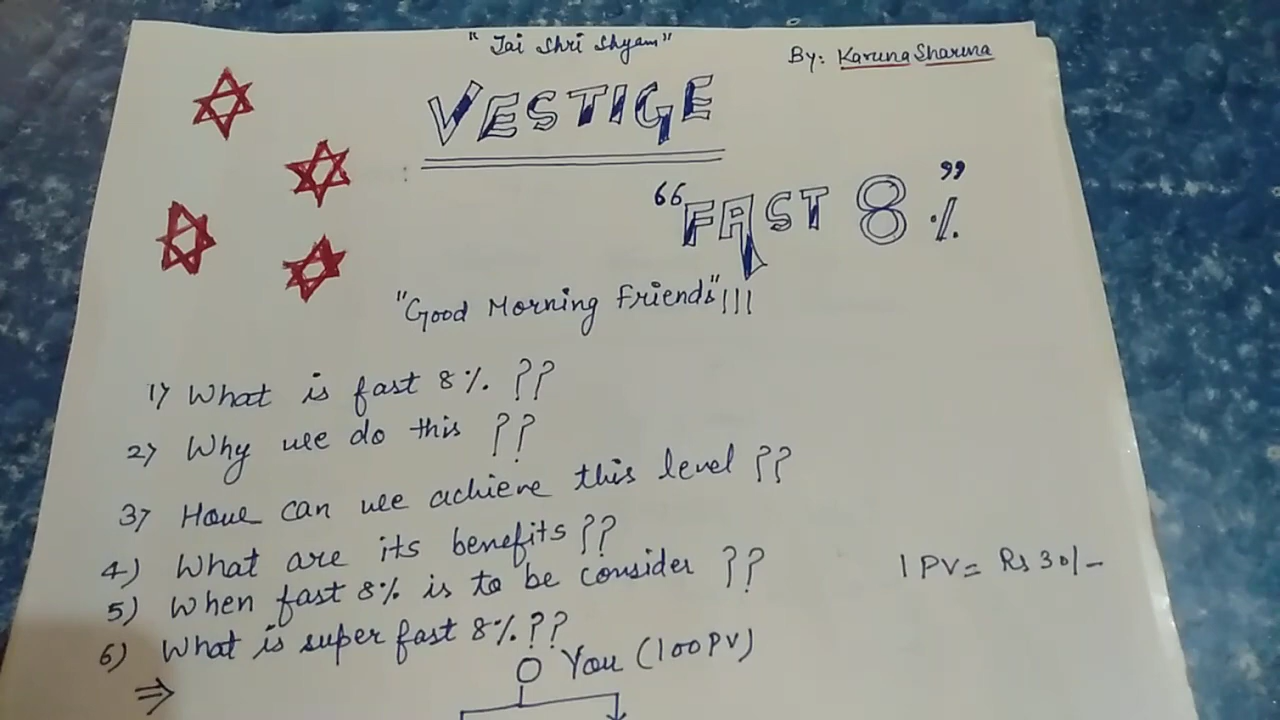 "Jai Shri Shyam"
By: Karuna Sharma
VESTIGE
"FAST 8%"
"Good Morning Friends"!!!
1) What is fast 8%. ??
2) Why we do this ??
3) How can we achieve this level ??
4) What are its benefits ??
5) When fast 8% is to be consider ??
1 PV = Rs 30/-
6) What is super fast 8%??
⇒ You (100PV)